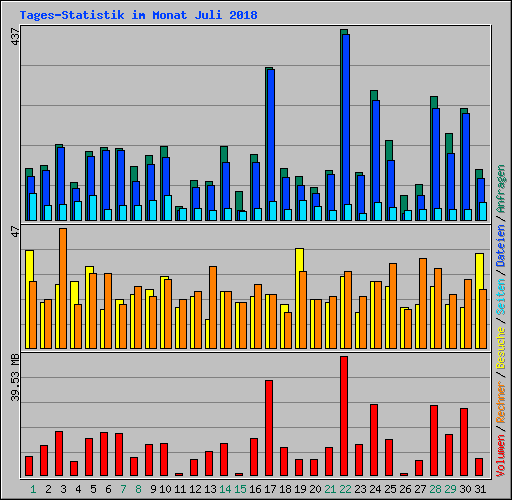 Tages-Statistik im Monat Juli 2018
437
47
39.53 MB
Volumen / Rechner / Besuche / Seiten / Dateien / Anfragen
1 2 3 4 5 6 7 8 9 10 11 12 13 14 15 16 17 18 19 20 21 22 23 24 25 26 27 28 29 30 31